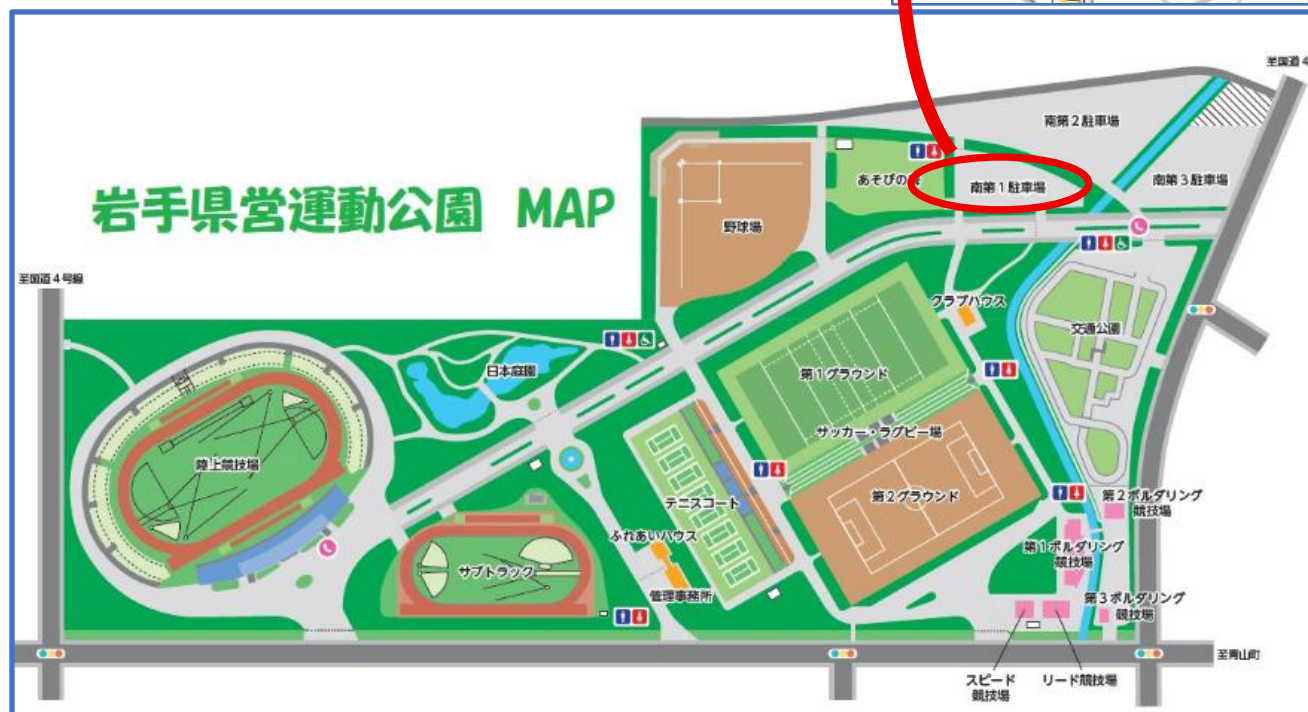 岩手県営運動公園 MAP
至国道4
南第2駐車場
あそびの
南第1駐車場
南第3駐車場
野球場
至国道4号線
クラブハウス
交通公園
日本庭園
第1グラウンド
サッカー・ラグビー場
陸上競技場
第2グラウンド
テニスコート
第2ボルダリング
競技場
ふれあいハウス
第1ボルダリング
競技場
サブトラック
管理事務所
第3ボルダリング
競技場
至青山町
スピード
競技場
リード競技場